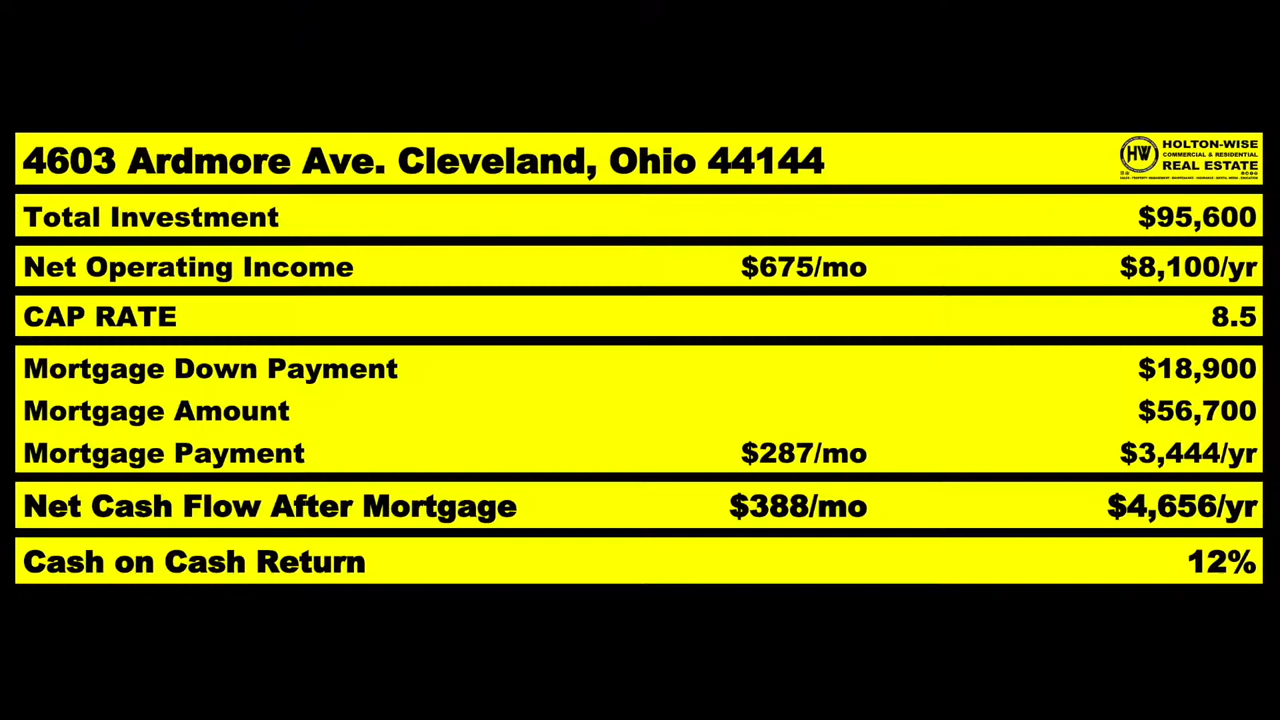 4603 Ardmore Ave. Cleveland, Ohio 44144
HW
HOLTON-WISE
COMMERCIAL & RESIDENTIAL
REAL ESTATE
Total Investment $95,600
Net Operating Income $675/mo $8,100/yr
CAP RATE 8.5
Mortgage Down Payment $18,900
Mortgage Amount $56,700
Mortgage Payment $287/mo $3,444/yr
Net Cash Flow After Mortgage $388/mo $4,656/yr
Cash on Cash Return 12%